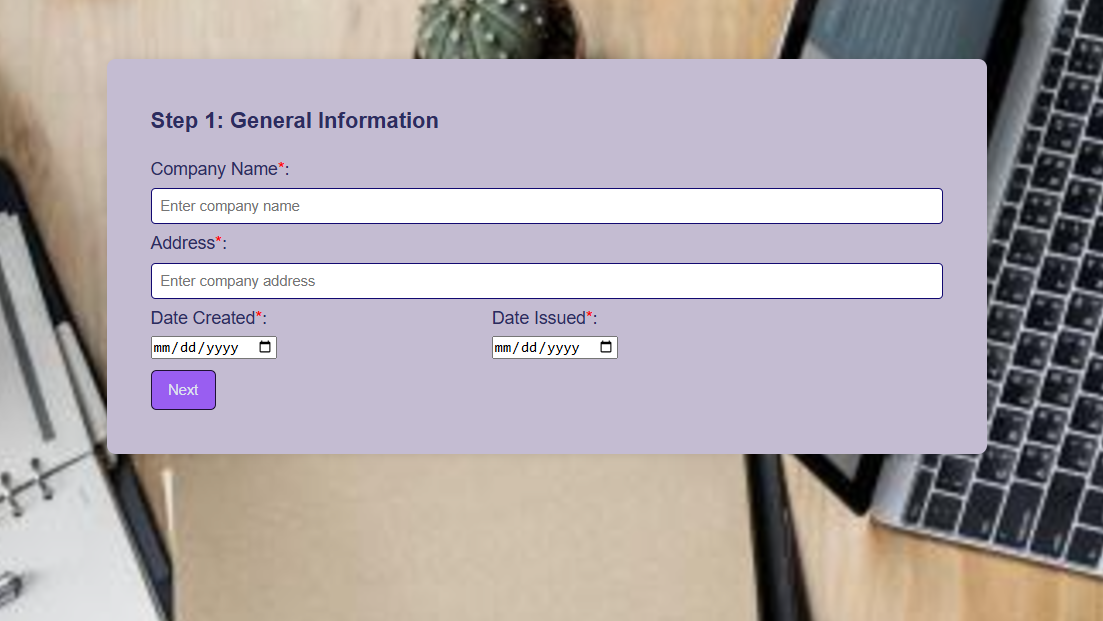 Step 1: General Information
Company Name*:
Enter company name
Address*:
Enter company address
Date Created*: Date Issued*:
mm/dd/yyyy mm/dd/yyyy
Next